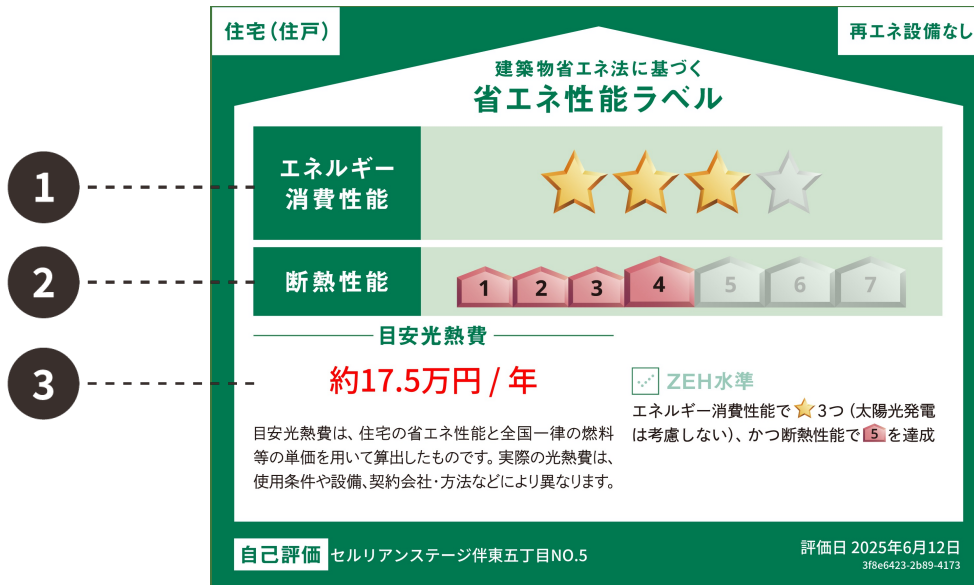 住宅(住戸)
再エネ設備なし
建築物省エネ法に基づく
省エネ性能ラベル
1
エネルギー
消費性能
2
断熱性能
1 2 3 4 5 6 7
目安光熱費
3
約17.5万円 / 年
目安光熱費は、住宅の省エネ性能と全国一律の燃料
等の単価を用いて算出したものです。実際の光熱費は、
使用条件や設備、契約会社・方法などにより異なります。
ZEH水準
エネルギー消費性能で3つ(太陽光発電
は考慮しない)、かつ断熱性能で5を達成
自己評価 セルリアンステージ伴東五丁目NO.5
評価日 2025年6月12日
3f8e6423-2b89-4173